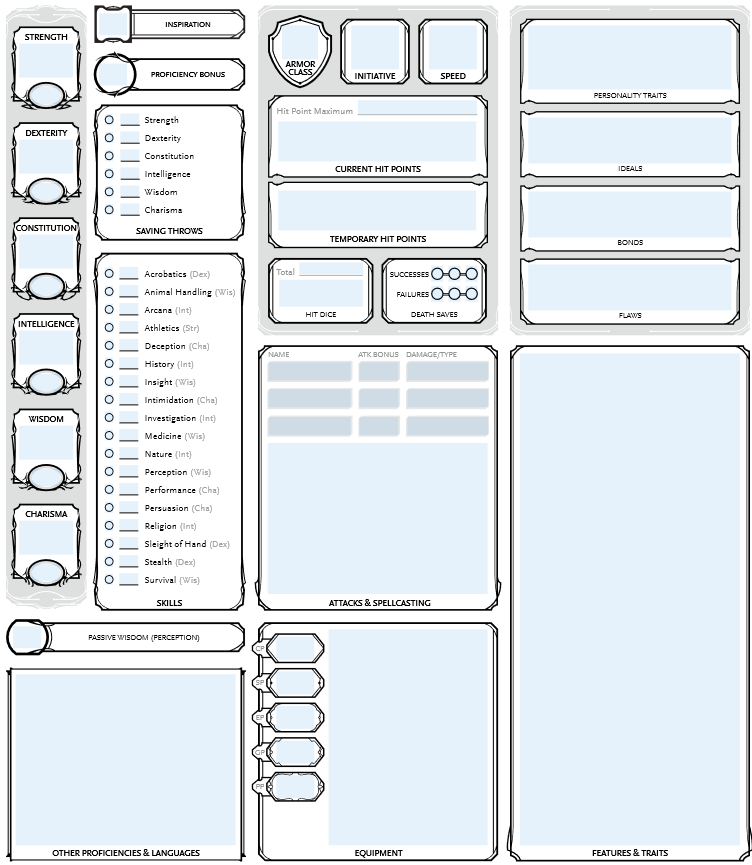 STRENGTH
DEXTERITY
CONSTITUTION
INTELLIGENCE
WISDOM
CHARISMA
INSPIRATION
PROFICIENCY BONUS
Strength
Dexterity
Constitution
Intelligence
Wisdom
Charisma
SAVING THROWS
Acrobatics (Dex)
Animal Handling (Wis)
Arcana (Int)
Athletics (Str)
Deception (Cha)
History (Int)
Insight (Wis)
Intimidation (Cha)
Investigation (Int)
Medicine (Wis)
Nature (Int)
Perception (Wis)
Performance (Cha)
Persuasion (Cha)
Religion (Int)
Sleight of Hand (Dex)
Stealth (Dex)
Survival (Wis)
SKILLS
PASSIVE WISDOM (PERCEPTION)
OTHER PROFICIENCIES & LANGUAGES
ARMOR
CLASS
INITIATIVE
SPEED
Hit Point Maximum
CURRENT HIT POINTS
TEMPORARY HIT POINTS
Total
HIT DICE
SUCCESSES
FAILURES
DEATH SAVES
NAME ATK BONUS DAMAGE/TYPE
ATTACKS & SPELLCASTING
CP
SP
EP
GP
PP
EQUIPMENT
PERSONALITY TRAITS
IDEALS
BONDS
FLAWS
FEATURES & TRAITS